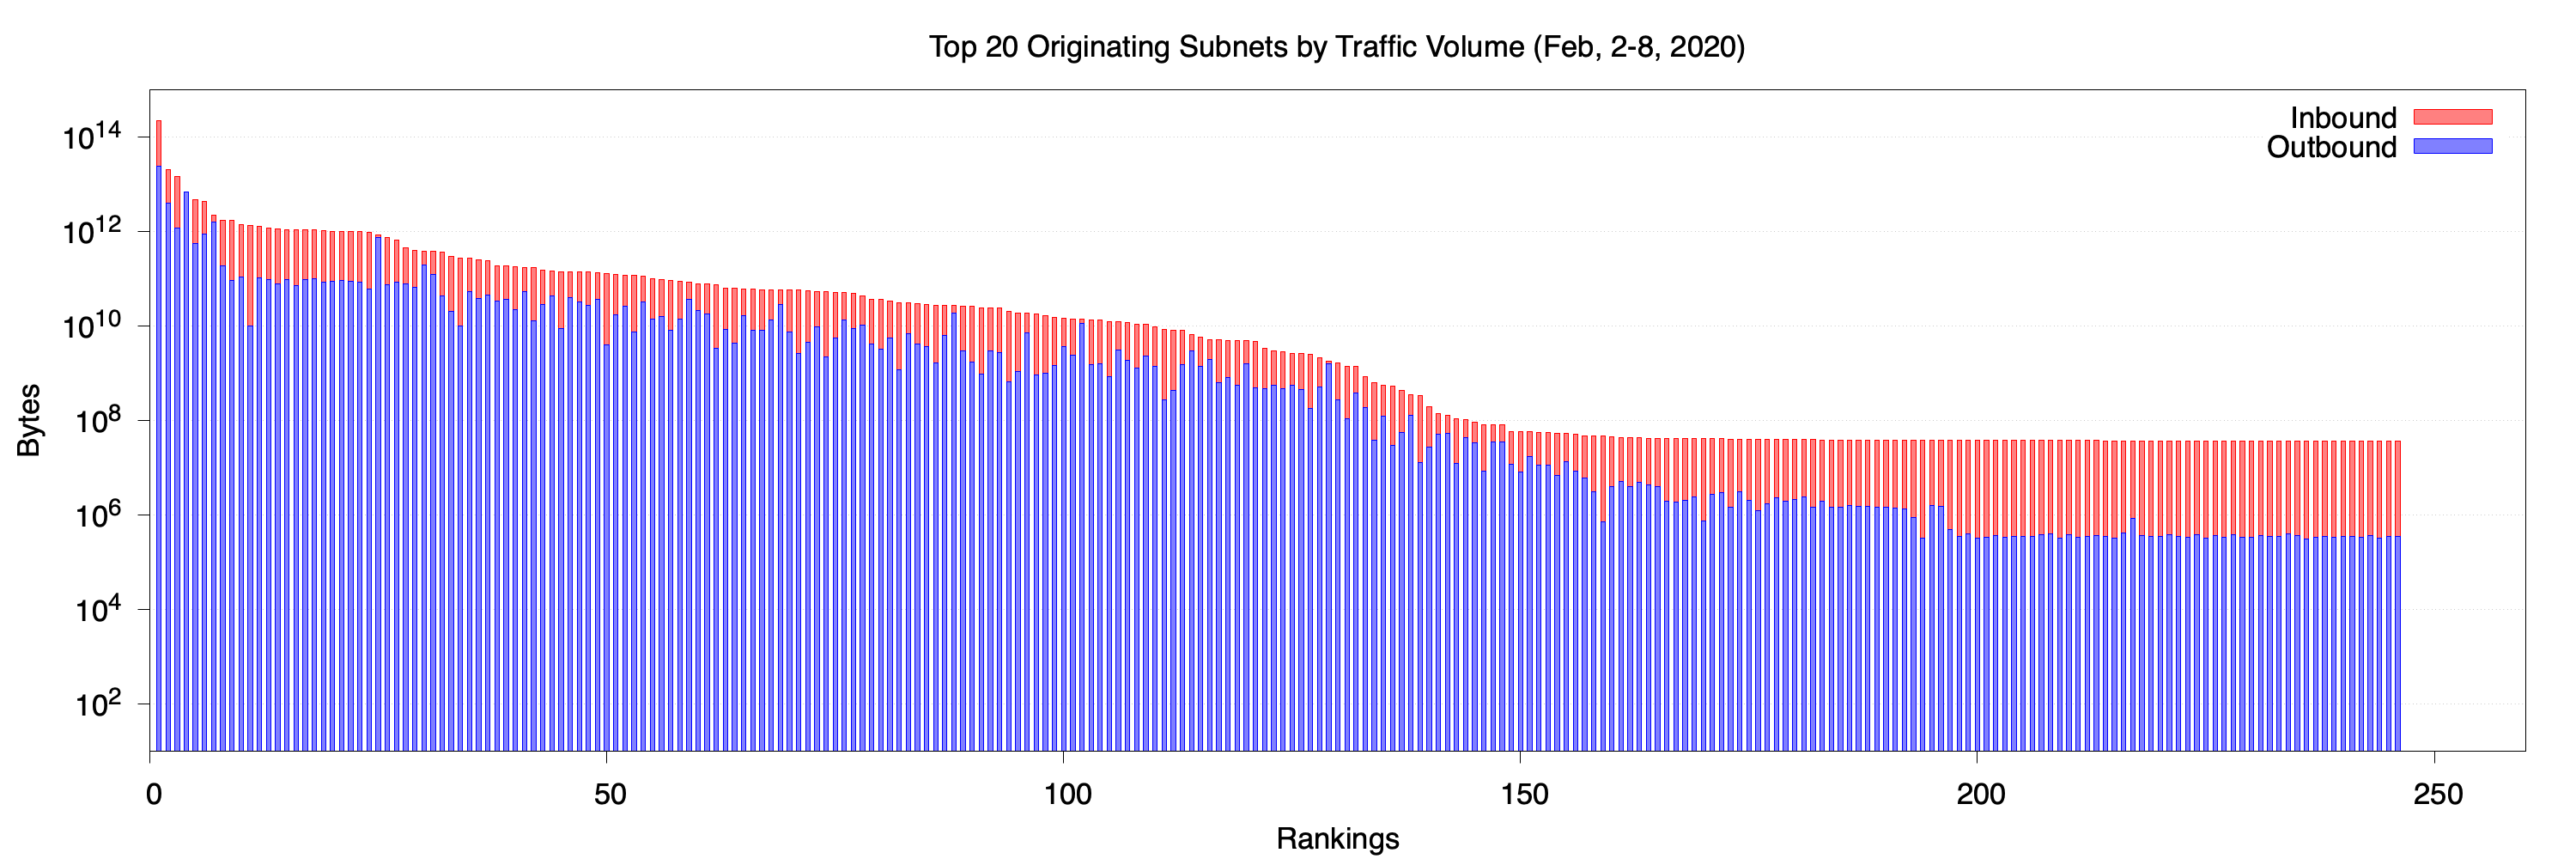 Top 20 Originating Subnets by Traffic Volume (Feb, 2-8, 2020)
Inbound
Outbound
10^14
10^12
10^10
10^8
10^6
10^4
10^2
Bytes
0 50 100 150 200 250
Rankings